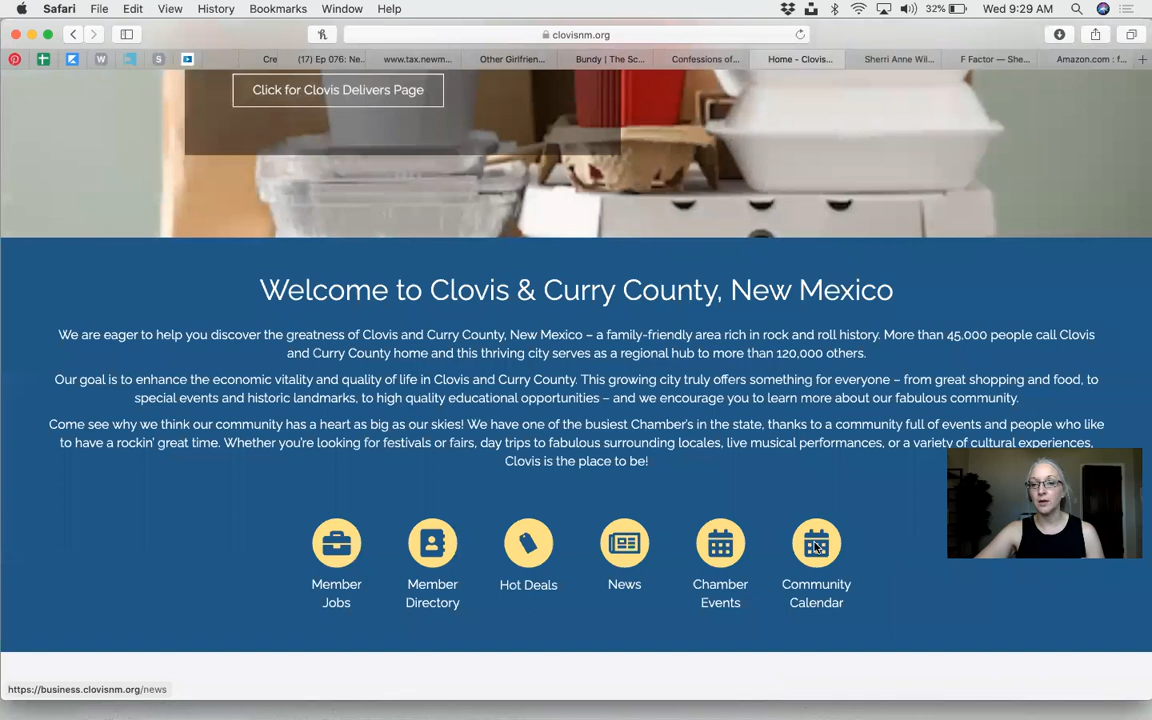 Safari File Edit View History Bookmarks Window Help 32% Wed 9:29 AM
clovisnm.org
Cre (17) Ep 076: Ne... www.tax.newm... Other Girlfrien... Bundy | The Sc... Confessions of... Home - Clovis... Sherri Anne Wil... F Factor — She... Amazon.com : f...
Click for Clovis Delivers Page
Welcome to Clovis & Curry County, New Mexico
We are eager to help you discover the greatness of Clovis and Curry County, New Mexico – a family-friendly area rich in rock and roll history. More than 45,000 people call Clovis
and Curry County home and this thriving city serves as a regional hub to more than 120,000 others.
Our goal is to enhance the economic vitality and quality of life in Clovis and Curry County. This growing city truly offers something for everyone – from great shopping and food, to
special events and historic landmarks, to high quality educational opportunities – and we encourage you to learn more about our fabulous community.
Come see why we think our community has a heart as big as our skies! We have one of the busiest Chamber's in the state, thanks to a community full of events and people who like
to have a rockin' great time. Whether you're looking for festivals or fairs, day trips to fabulous surrounding locales, live musical performances, or a variety of cultural experiences,
Clovis is the place to be!
Member Jobs
Member Directory
Hot Deals
News
Chamber Events
Community Calendar
https://business.clovisnm.org/news